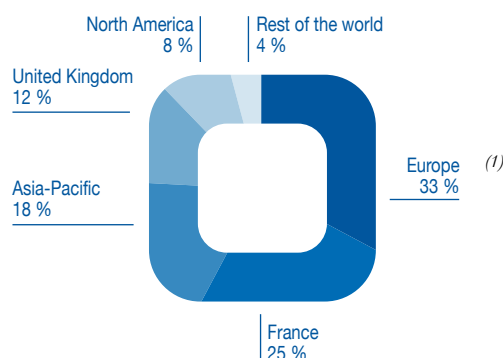 North America
8 %
Rest of the world
4 %
United Kingdom
12 %
Asia-Pacific
18 %
Europe (1)
33 %
France
25 %